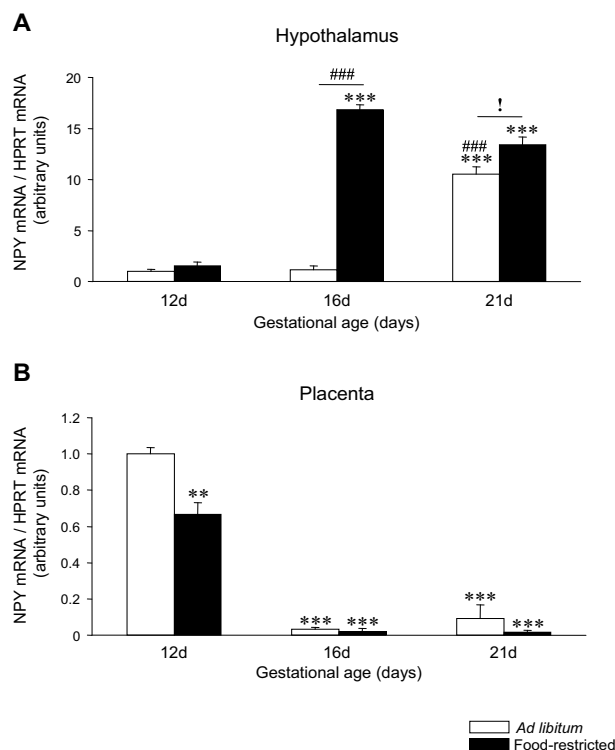 A
Hypothalamus
NPY mRNA / HPRT mRNA
(arbitrary units)
20
15
10
5
0
###
***
!
***
###
***
12d 16d 21d
Gestational age (days)
B
Placenta
NPY mRNA / HPRT mRNA
(arbitrary units)
1.2
1.0
0.8
0.6
0.4
0.2
0
**
*** ***
***
***
12d 16d 21d
Gestational age (days)
Ad libitum
Food-restricted